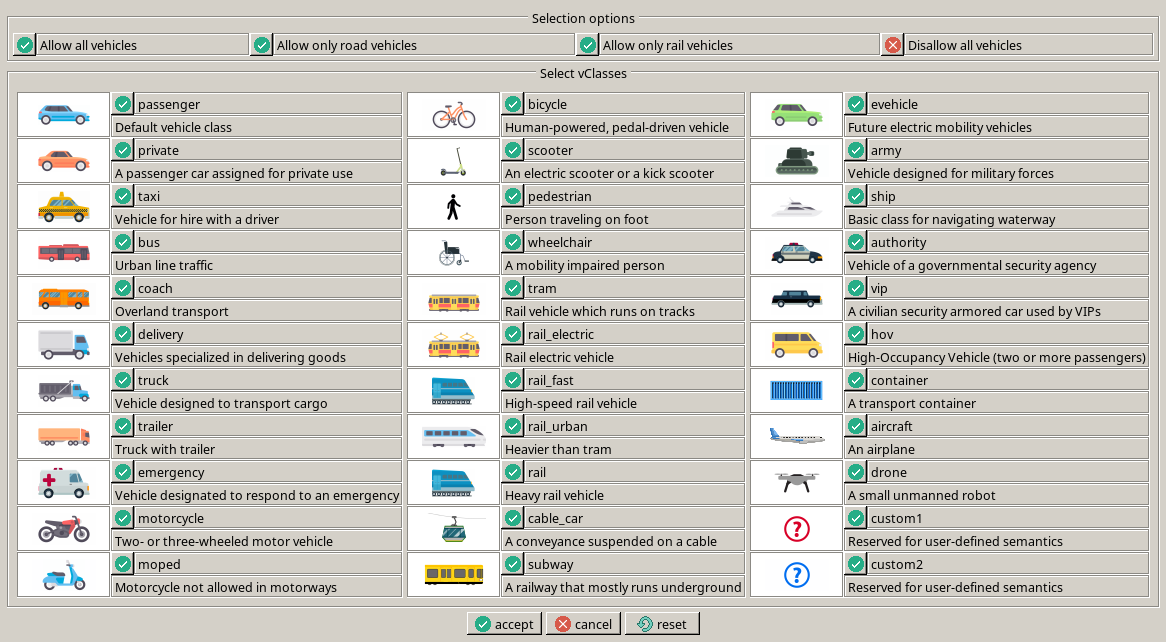 Selection options
Allow all vehicles
Allow only road vehicles
Allow only rail vehicles
Disallow all vehicles
Select vClasses
passenger
Default vehicle class
private
A passenger car assigned for private use
taxi
Vehicle for hire with a driver
bus
Urban line traffic
coach
Overland transport
delivery
Vehicles specialized in delivering goods
truck
Vehicle designed to transport cargo
trailer
Truck with trailer
emergency
Vehicle designated to respond to an emergency
motorcycle
Two- or three-wheeled motor vehicle
moped
Motorcycle not allowed in motorways
bicycle
Human-powered, pedal-driven vehicle
scooter
An electric scooter or a kick scooter
pedestrian
Person traveling on foot
wheelchair
A mobility impaired person
tram
Rail vehicle which runs on tracks
rail_electric
Rail electric vehicle
rail_fast
High-speed rail vehicle
rail_urban
Heavier than tram
rail
Heavy rail vehicle
cable_car
A conveyance suspended on a cable
subway
A railway that mostly runs underground
evehicle
Future electric mobility vehicles
army
Vehicle designed for military forces
ship
Basic class for navigating waterway
authority
Vehicle of a governmental security agency
vip
A civilian security armored car used by VIPs
hov
High-Occupancy Vehicle (two or more passengers)
container
A transport container
aircraft
An airplane
drone
A small unmanned robot
custom1
Reserved for user-defined semantics
custom2
Reserved for user-defined semantics
accept
cancel
reset